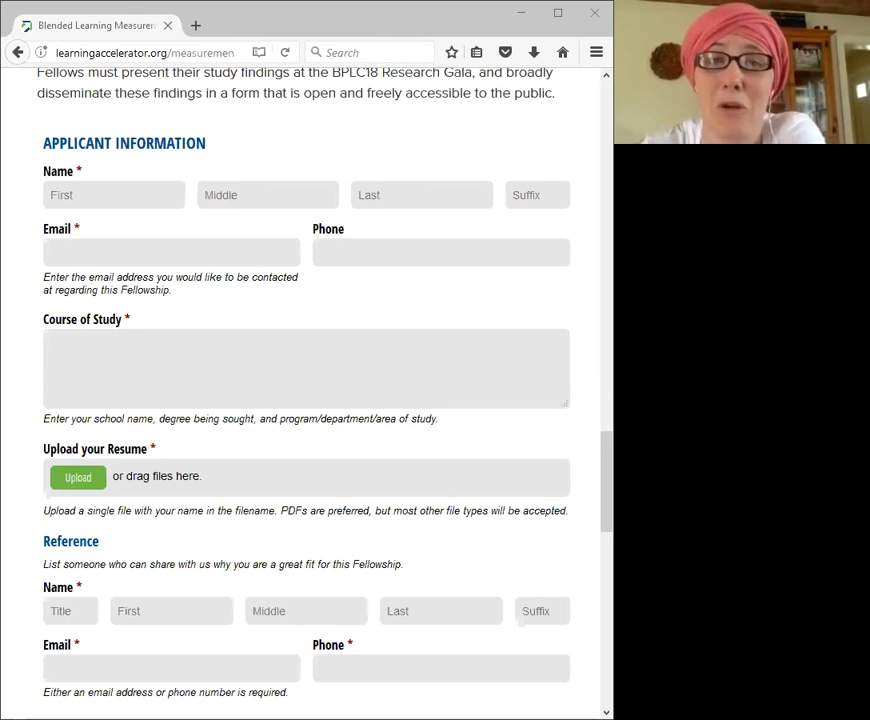 Blended Learning Measurem
learningaccelerator.org/measuremen
Search
Fellows must present their study findings at the BPLC18 Research Gala, and broadly
disseminate these findings in a form that is open and freely accessible to the public.
APPLICANT INFORMATION
Name *
First Middle Last Suffix
Email * Phone
Enter the email address you would like to be contacted
at regarding this Fellowship.
Course of Study *
Enter your school name, degree being sought, and program/department/area of study.
Upload your Resume *
Upload or drag files here.
Upload a single file with your name in the filename. PDFs are preferred, but most other file types will be accepted.
Reference
List someone who can share with us why you are a great fit for this Fellowship.
Name *
Title First Middle Last Suffix
Email * Phone *
Either an email address or phone number is required.